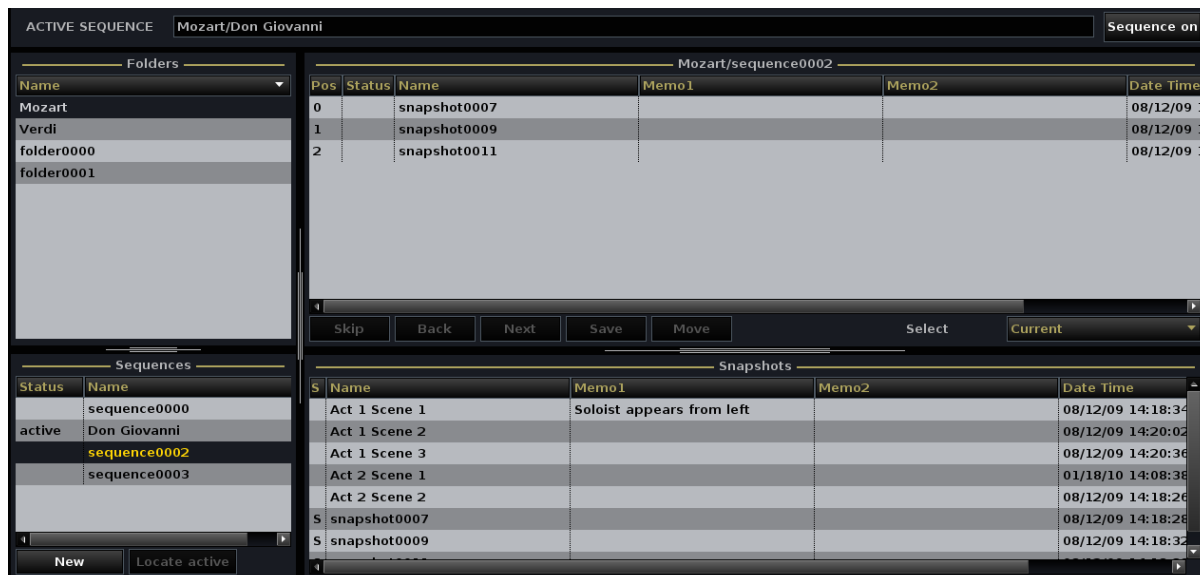 ACTIVE SEQUENCE Mozart/Don Giovanni Sequence on
Folders
Name
Mozart
Verdi
folder0000
folder0001
Mozart/sequence0002
Pos Status Name Memo1 Memo2 Date Time
0 snapshot0007 08/12/09
1 snapshot0009 08/12/09
2 snapshot0011 08/12/09
Skip Back Next Save Move Select Current
Sequences
Status Name
sequence0000
active Don Giovanni
sequence0002
sequence0003
New Locate active
Snapshots
S Name Memo1 Memo2 Date Time
Act 1 Scene 1 Soloist appears from left 08/12/09 14:18:34
Act 1 Scene 2 08/12/09 14:20:02
Act 1 Scene 3 08/12/09 14:20:36
Act 2 Scene 1 01/18/10 14:08:38
Act 2 Scene 2 08/12/09 14:18:26
S snapshot0007 08/12/09 14:18:28
S snapshot0009 08/12/09 14:18:32